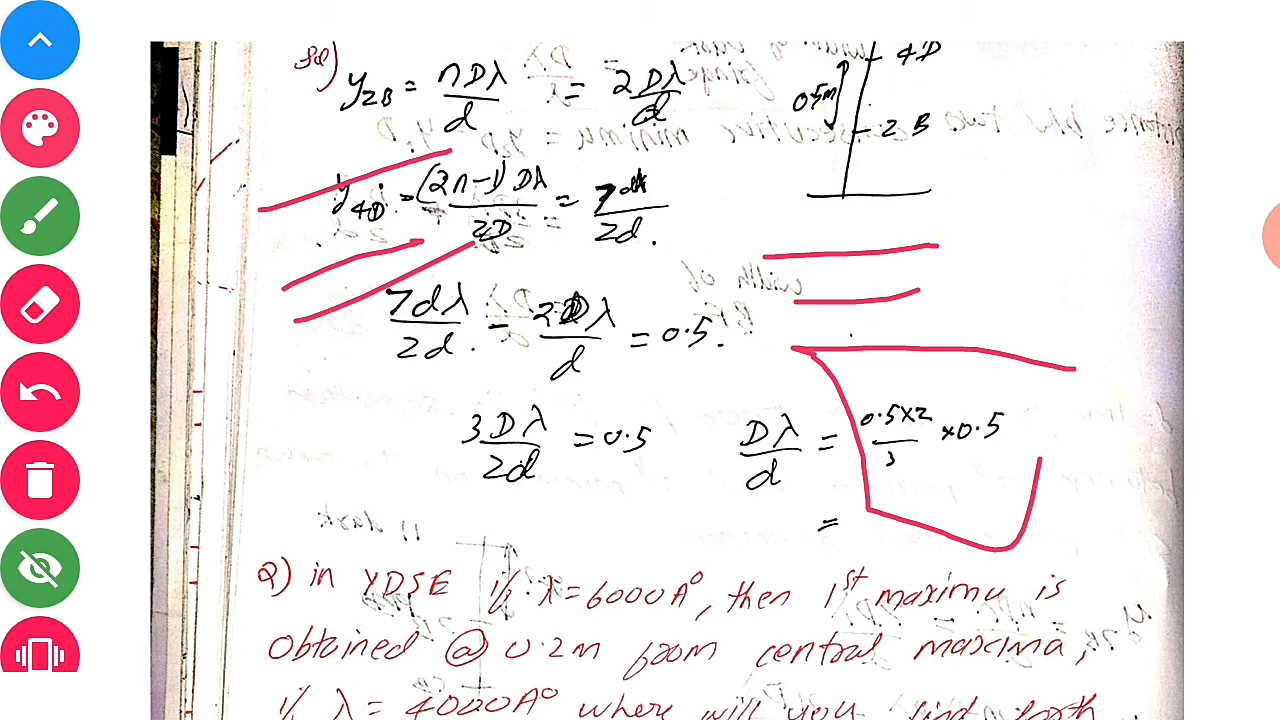 Sol)
y₂B = nDλ/d = 2Dλ/d
4D
0.5m
2B
y₄D = (2n-1)Dλ/2D = 7dλ/2d.
7dλ/2d. - 2Dλ/d = 0.5.
3Dλ/2d = 0.5 Dλ/d = 0.5×2/3 ×0.5
=
Q) in YDSE if λ=6000A°, then 1st maxima is
obtained @ 0.2m from central maxima,
if λ = 4000A° where will you find